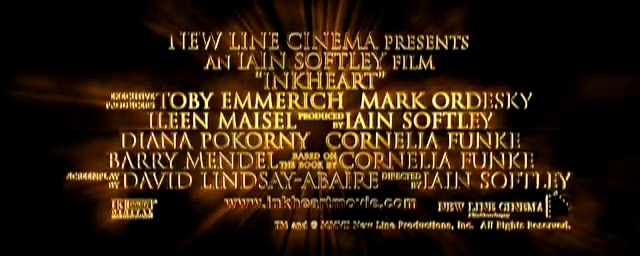 NEW LINE CINEMA PRESENTS
AN IAIN SOFTLEY FILM
"INKHEART"
EXECUTIVE PRODUCERS TOBY EMMERICH MARK ORDESKY
ILEEN MAISEL PRODUCED BY IAIN SOFTLEY
DIANA POKORNY CORNELIA FUNKE
BARRY MENDEL BASED ON THE BOOK BY CORNELIA FUNKE
SCREENPLAY BY DAVID LINDSAY-ABAIRE DIRECTED BY IAIN SOFTLEY
www.inkheartmovie.com NEW LINE CINEMA
TM and © MMVII New Line Productions, Inc. All Rights Reserved.